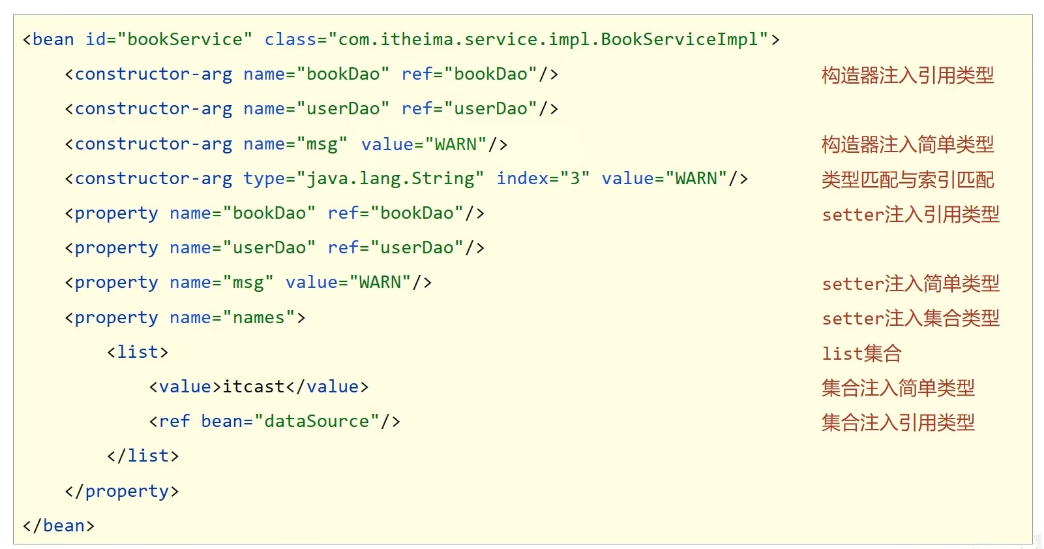 <bean id="bookService" class="com.itheima.service.impl.BookServiceImpl">
    <constructor-arg name="bookDao" ref="bookDao"/> 构造器注入引用类型
    <constructor-arg name="userDao" ref="userDao"/>
    <constructor-arg name="msg" value="WARN"/> 构造器注入简单类型
    <constructor-arg type="java.lang.String" index="3" value="WARN"/> 类型匹配与索引匹配
    <property name="bookDao" ref="bookDao"/> setter注入引用类型
    <property name="userDao" ref="userDao"/>
    <property name="msg" value="WARN"/> setter注入简单类型
    <property name="names"> setter注入集合类型
        <list> list集合
            <value>itcast</value> 集合注入简单类型
            <ref bean="dataSource"/> 集合注入引用类型
        </list>
    </property>
</bean>